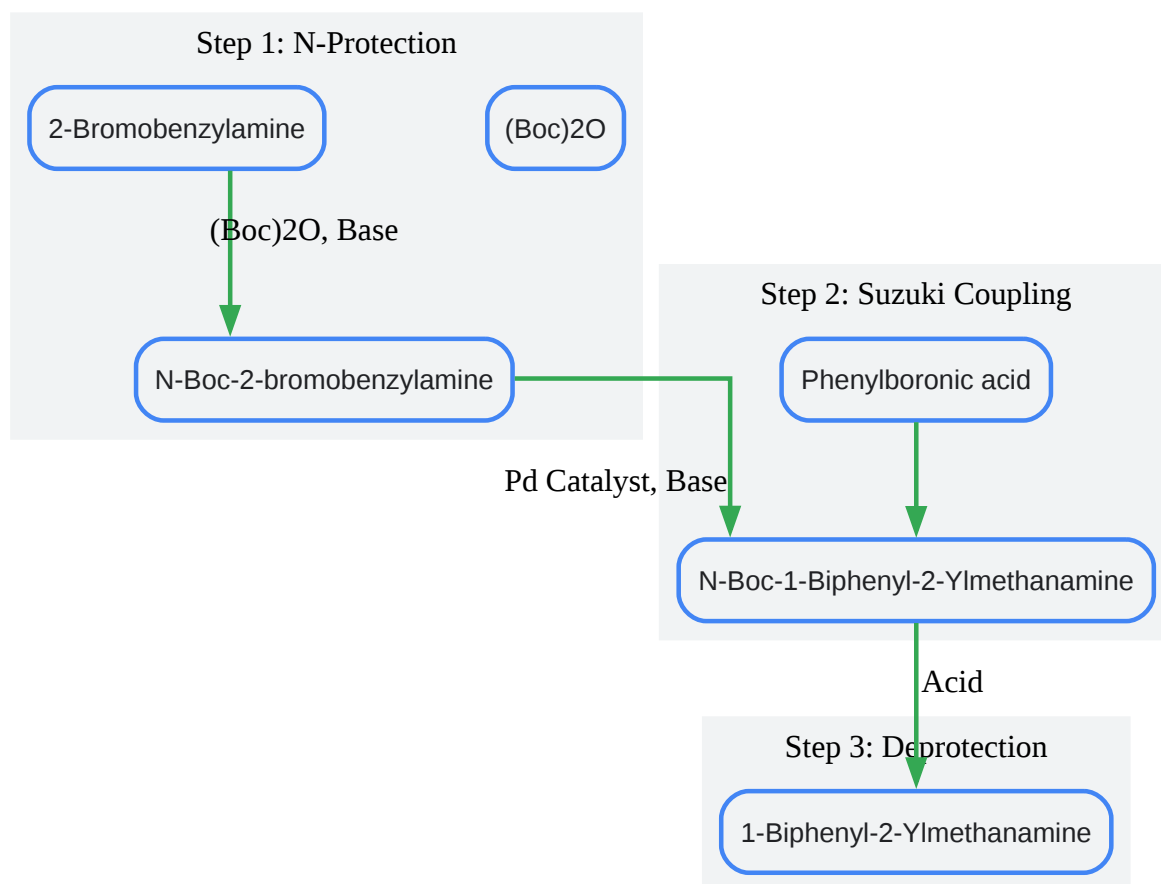 Step 1: N-Protection
2-Bromobenzylamine
(Boc)2O
(Boc)2O, Base
N-Boc-2-bromobenzylamine
Step 2: Suzuki Coupling
Phenylboronic acid
Pd Catalyst, Base
N-Boc-1-Biphenyl-2-Ylmethanamine
Acid
Step 3: Deprotection
1-Biphenyl-2-Ylmethanamine